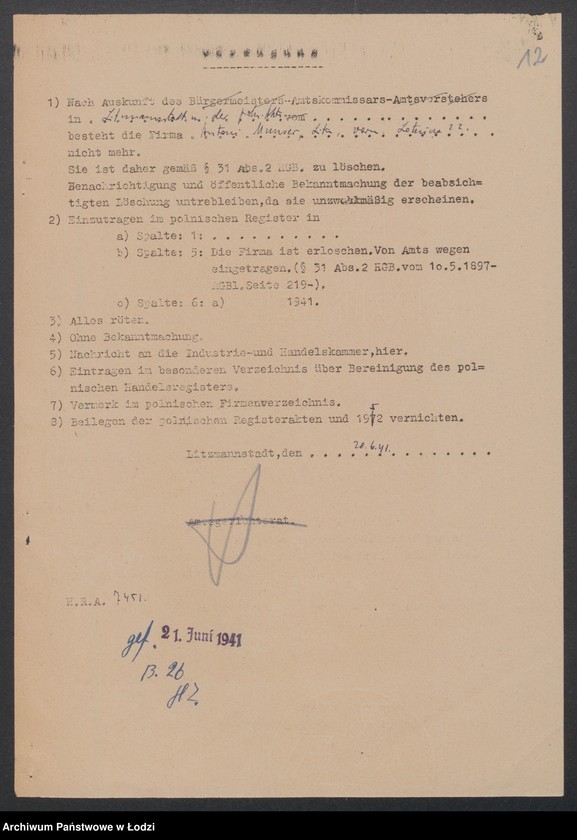 12
Verfügung
1) Nach Auskunft des Bürgermeisters-Amtskommissars-Amtsvorstehers
in . Litzmannstadt . . . . . . . . .
besteht die Firma . Antoni
nicht mehr.
Sie ist daher gemäß § 31 Abs.2 HGB. zu löschen.
Benachrichtigung und öffentliche Bekanntmachung der beabsich=
tigten Löschung untrebleiben,da sie unzweckmäßig erscheinen.
2) Einzutragen im polnischen Register in
a) Spalte: 1: . . . . . . . . . .
b) Spalte: 5: Die Firma ist erloschen.Von Amts wegen
eingetragen.(§ 31 Abs.2 HGB.vom 1o.5.1897-
RGBl.Seite 219-).
c) Spalte: 6: a) 1941.
3) Alles röten.
4) Ohne Bekanntmachung.
5) Nachricht an die Industrie-und Handelskammer,hier.
6) Eintragen im besonderen Verzeichnis über Bereinigung des pol=
nischen Handelsregisters.
7) Vermerk im polnischen Firmenverzeichnis.
8) Beilegen der polnischen Registerakten und 1972 vernichten.
Litzmannstadt,den . . 20.6.41. . . . . . . . .
Amtsgerichtsrat.
H.R.A. 7451.
gef. 21. Juni 1941
B. 26
Archiwum Państwowe w Łodzi